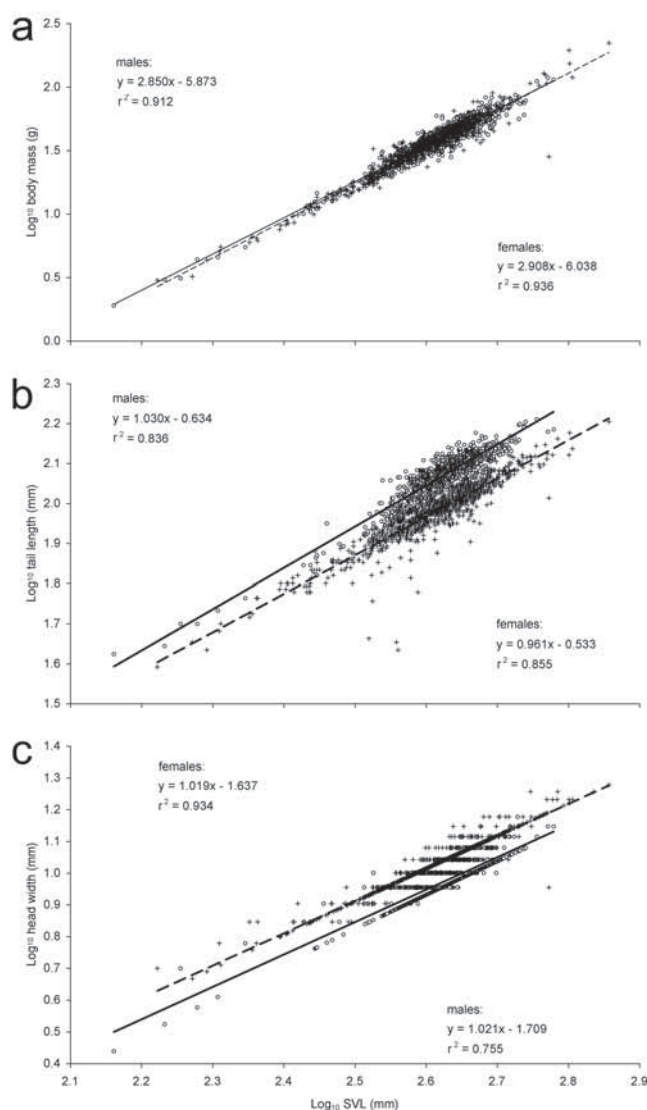 a
2.5
2.0
1.5
1.0
0.5
0.0
Log¹⁰ body mass (g)
males:
y = 2.850x - 5.873
r² = 0.912
females:
y = 2.908x - 6.038
r² = 0.936
b
2.3
2.2
2.1
2.0
1.9
1.8
1.7
1.6
1.5
Log¹⁰ tail length (mm)
males:
y = 1.030x - 0.634
r² = 0.836
females:
y = 0.961x - 0.533
r² = 0.855
c
1.4
1.3
1.2
1.1
1.0
0.9
0.8
0.7
0.6
0.5
0.4
Log¹⁰ head width (mm)
females:
y = 1.019x - 1.637
r² = 0.934
males:
y = 1.021x - 1.709
r² = 0.755
2.1 2.2 2.3 2.4 2.5 2.6 2.7 2.8 2.9
Log₁₀ SVL (mm)